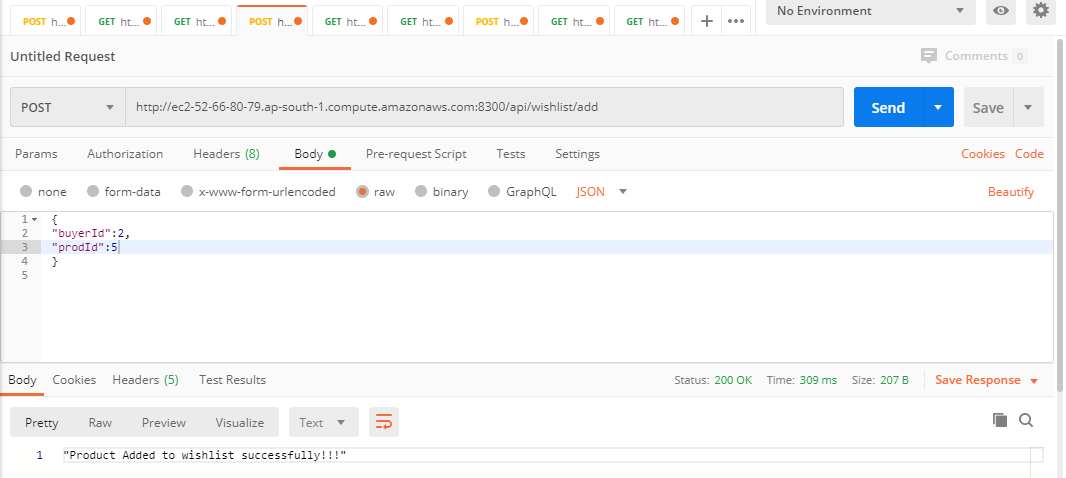 POST h... GET ht... GET ht... POST h... GET ht... GET ht... POST h... GET ht... GET ht... + ••• No Environment
Untitled Request Comments 0
POST http://ec2-52-66-80-79.ap-south-1.compute.amazonaws.com:8300/api/wishlist/add Send Save
Params Authorization Headers (8) Body Pre-request Script Tests Settings Cookies Code
none form-data x-www-form-urlencoded raw binary GraphQL JSON Beautify
1 {
2 "buyerId":2,
3 "prodId":5
4 }
5
Body Cookies Headers (5) Test Results Status: 200 OK Time: 309 ms Size: 207 B Save Response
Pretty Raw Preview Visualize Text
1 "Product Added to wishlist successfully!!!"